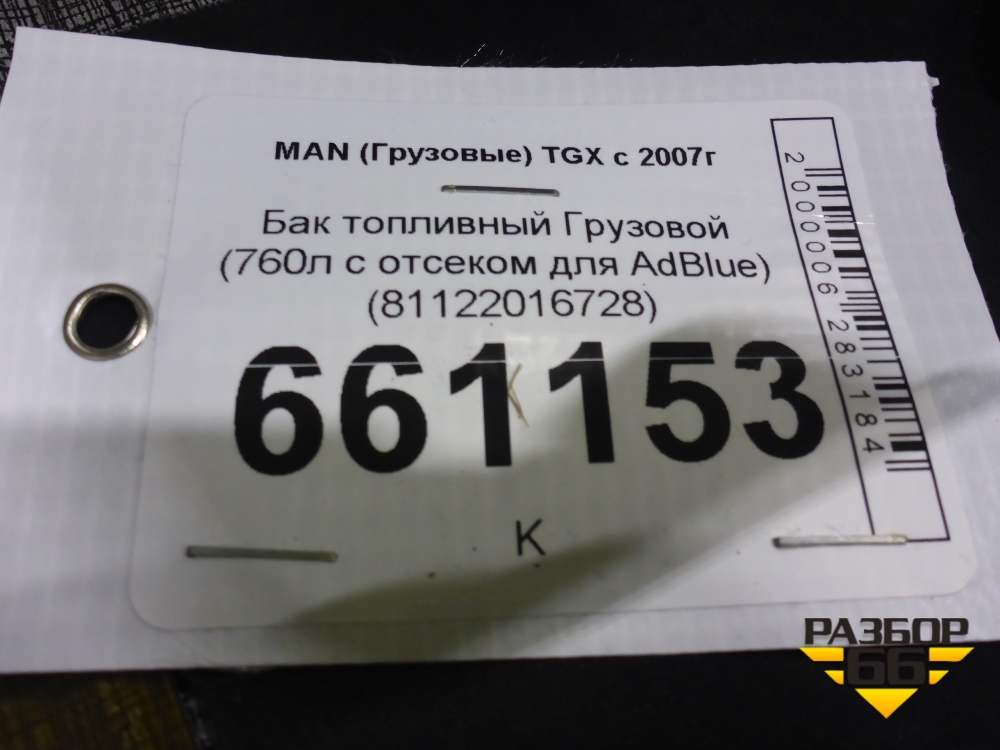 MAN (Грузовые) TGX с 2007г
Бак топливный Грузовой
(760л с отсеком для AdBlue)
(81122016728)
661153
К
2000006283184
РАЗБОР
66